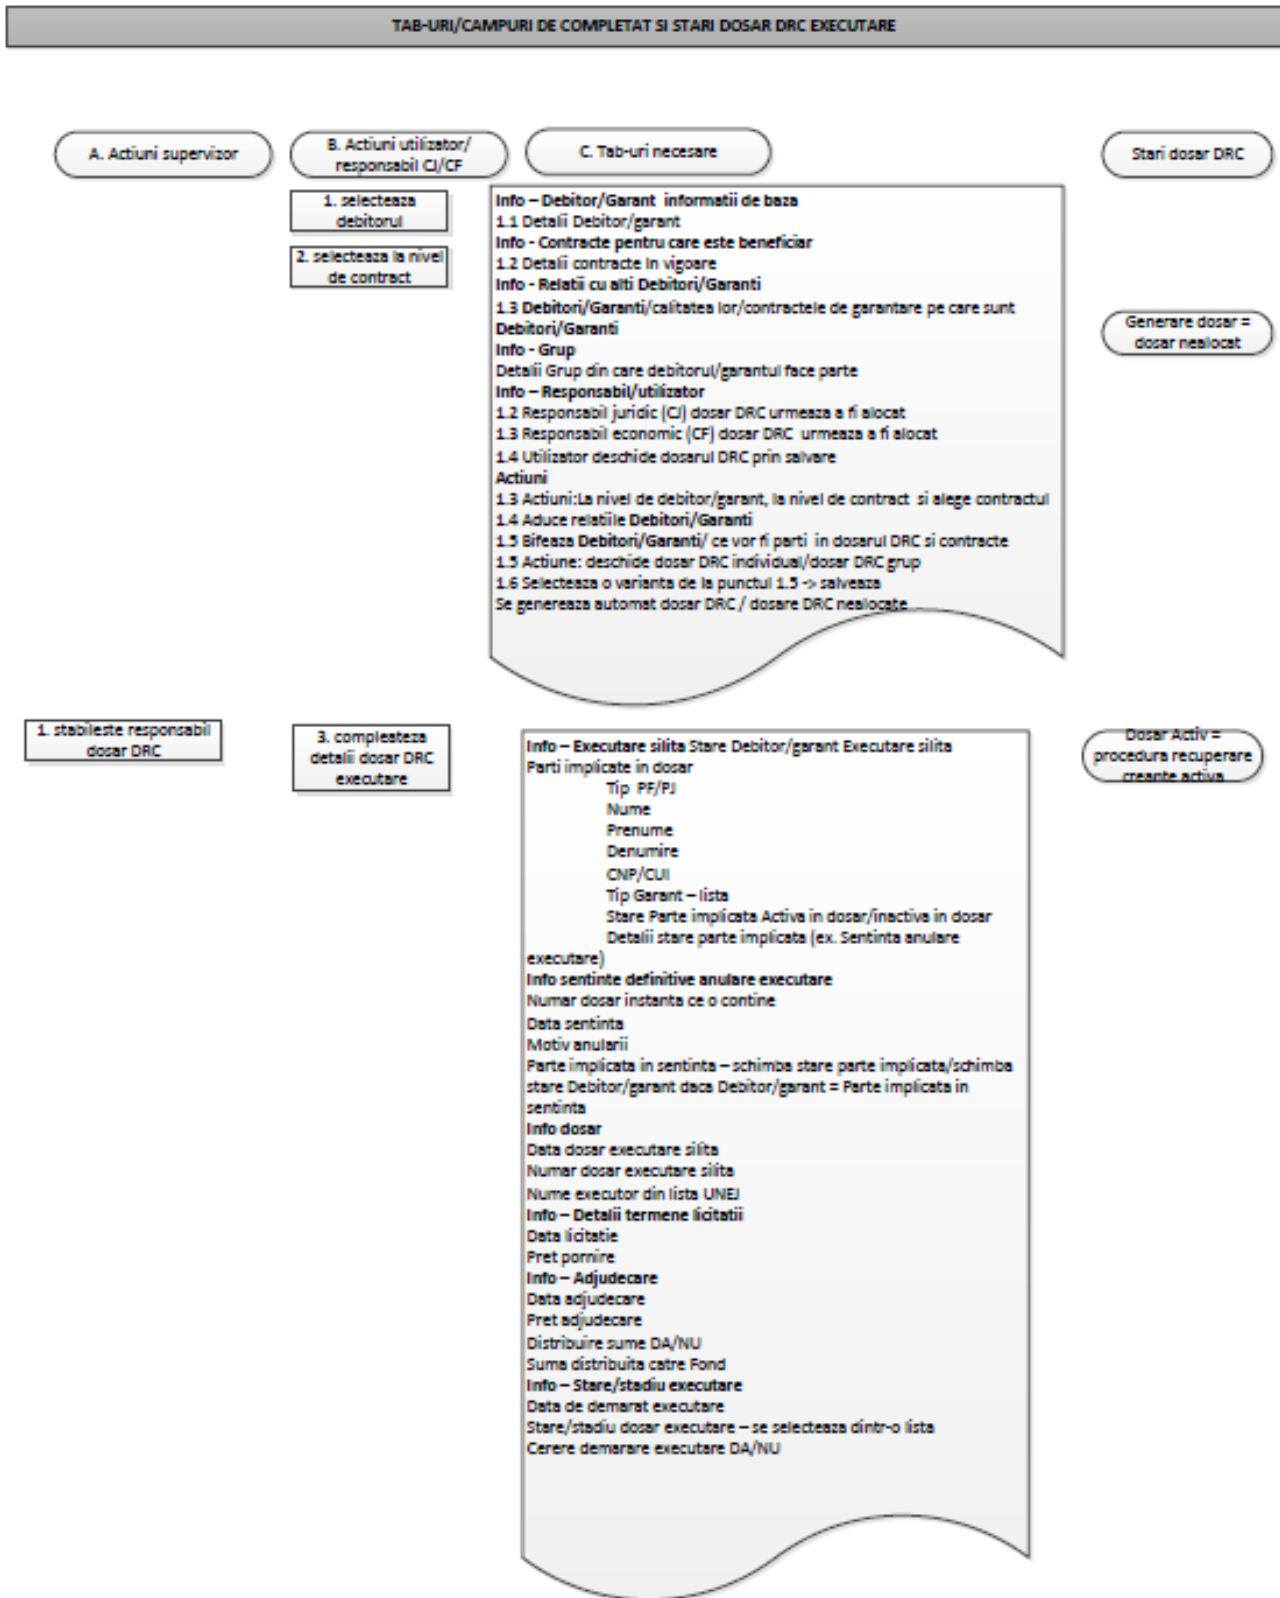 TAB-URI/CAMPURI DE COMPLETAT SI STARI DOSAR DRC EXECUTARE
A. Actiuni supervizor
B. Actiuni utilizator/
responsabil CJ/CF
C. Tab-uri necesare
Stari dosar DRC
1. selecteaza
debitorul
2. selecteaza la nivel
de contract
Info – Debitor/Garant informatii de baza
1.1 Detalii Debitor/garant
Info - Contracte pentru care este beneficiar
1.2 Detalii contracte in vigoare
Info - Relatii cu alti Debitori/Garanti
1.3 Debitori/Garanti/calitatea lor/contractele de garantare pe care sunt
Debitori/Garanti
Info - Grup
Detalii Grup din care debitorul/garantul face parte
Info – Responsabil/utilizator
1.2 Responsabil juridic (CJ) dosar DRC urmeaza a fi alocat
1.3 Responsabil economic (CF) dosar DRC urmeaza a fi alocat
1.4 Utilizator deschide dosarul DRC prin salvare
Actiuni
1.3 Actiuni:La nivel de debitor/garant, la nivel de contract si alege contractul
1.4 Aduce relatiile Debitori/Garanti
1.5 Bifeaza Debitori/Garanti/ ce vor fi parti in dosarul DRC si contracte
1.5 Actiune: deschide dosar DRC individual/dosar DRC grup
1.6 Selecteaza o varianta de la punctul 1.5 -> salveaza
Se genereaza automat dosar DRC / dosare DRC nealocate
Generare dosar =
dosar nealocat
1. stabileste responsabil
dosar DRC
3. compleateza
detalii dosar DRC
executare
Info – Executare silita Stare Debitor/garant Executare silita
Parti implicate in dosar
Tip PF/PJ
Nume
Prenume
Denumire
CNP/CUI
Tip Garant – lista
Stare Parte implicata Activa in dosar/inactiva in dosar
Detalii stare parte implicata (ex. Sentinta anulare
executare)
Info sentinte definitive anulare executare
Numar dosar instanta ce o contine
Data sentinta
Motiv anularii
Parte implicata in sentinta – schimba stare parte implicata/schimba
stare Debitor/garant daca Debitor/garant = Parte implicata in
sentinta
Info dosar
Data dosar executare silita
Numar dosar executare silita
Nume executor din lista UNEJ
Info – Detalii termene licitatii
Data licitatie
Pret pornire
Info – Adjudecare
Data adjudecare
Pret adjudecare
Distribuire sume DA/NU
Suma distribuita catre Fond
Info – Stare/stadiu executare
Data de demarat executare
Stare/stadiu dosar executare – se selecteaza dintr-o lista
Cerere demarare executare DA/NU
Dosar Activ =
procedura recuperare
creante activa